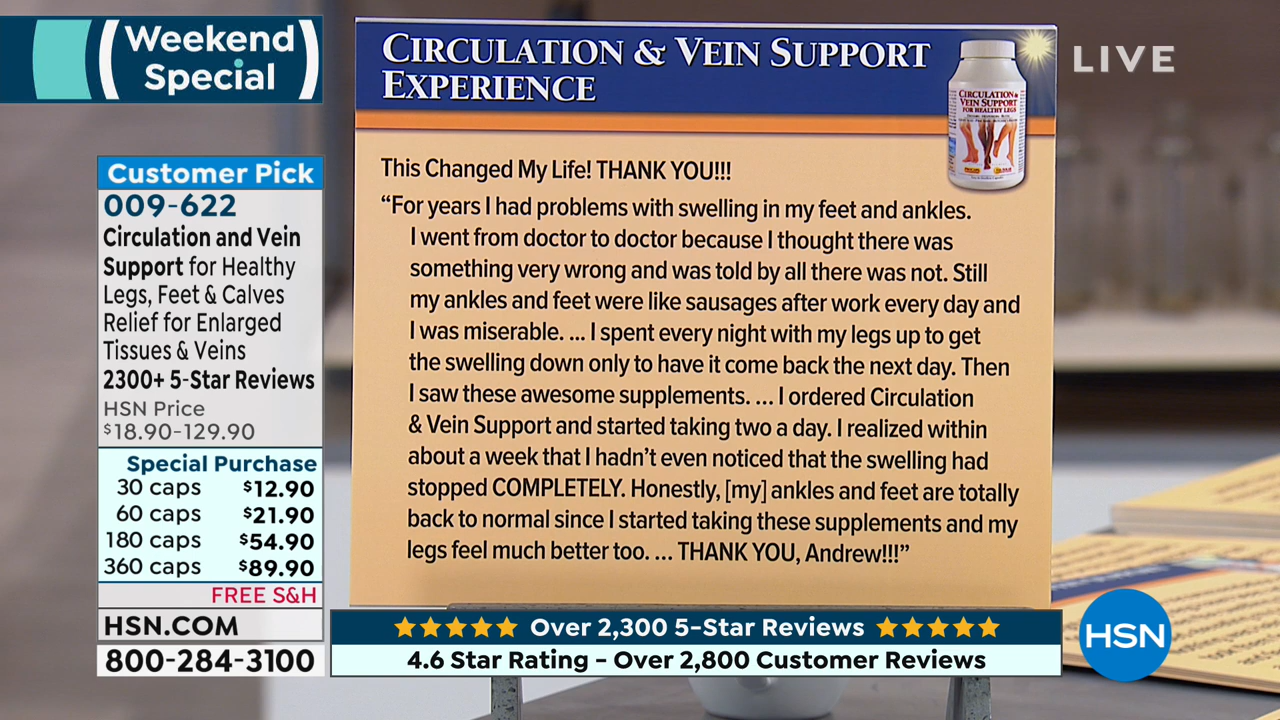 Weekend
Special
LIVE
CIRCULATION & VEIN SUPPORT
EXPERIENCE
CIRCULATION &
VEIN SUPPORT
FOR HEALTHY LEGS
This Changed My Life! THANK YOU!!!
“For years I had problems with swelling in my feet and ankles.
I went from doctor to doctor because I thought there was
something very wrong and was told by all there was not. Still
my ankles and feet were like sausages after work every day and
I was miserable. ... I spent every night with my legs up to get
the swelling down only to have it come back the next day. Then
I saw these awesome supplements. ... I ordered Circulation
& Vein Support and started taking two a day. I realized within
about a week that I hadn’t even noticed that the swelling had
stopped COMPLETELY. Honestly, [my] ankles and feet are totally
back to normal since I started taking these supplements and my
legs feel much better too. ... THANK YOU, Andrew!!!”
Customer Pick
009-622
Circulation and Vein
Support for Healthy
Legs, Feet & Calves
Relief for Enlarged
Tissues & Veins
2300+ 5-Star Reviews
HSN Price
$18.90-129.90
Special Purchase
30 caps $12.90
60 caps $21.90
180 caps $54.90
360 caps $89.90
FREE S&H
HSN.COM
800-284-3100
Over 2,300 5-Star Reviews
4.6 Star Rating – Over 2,800 Customer Reviews
HSN